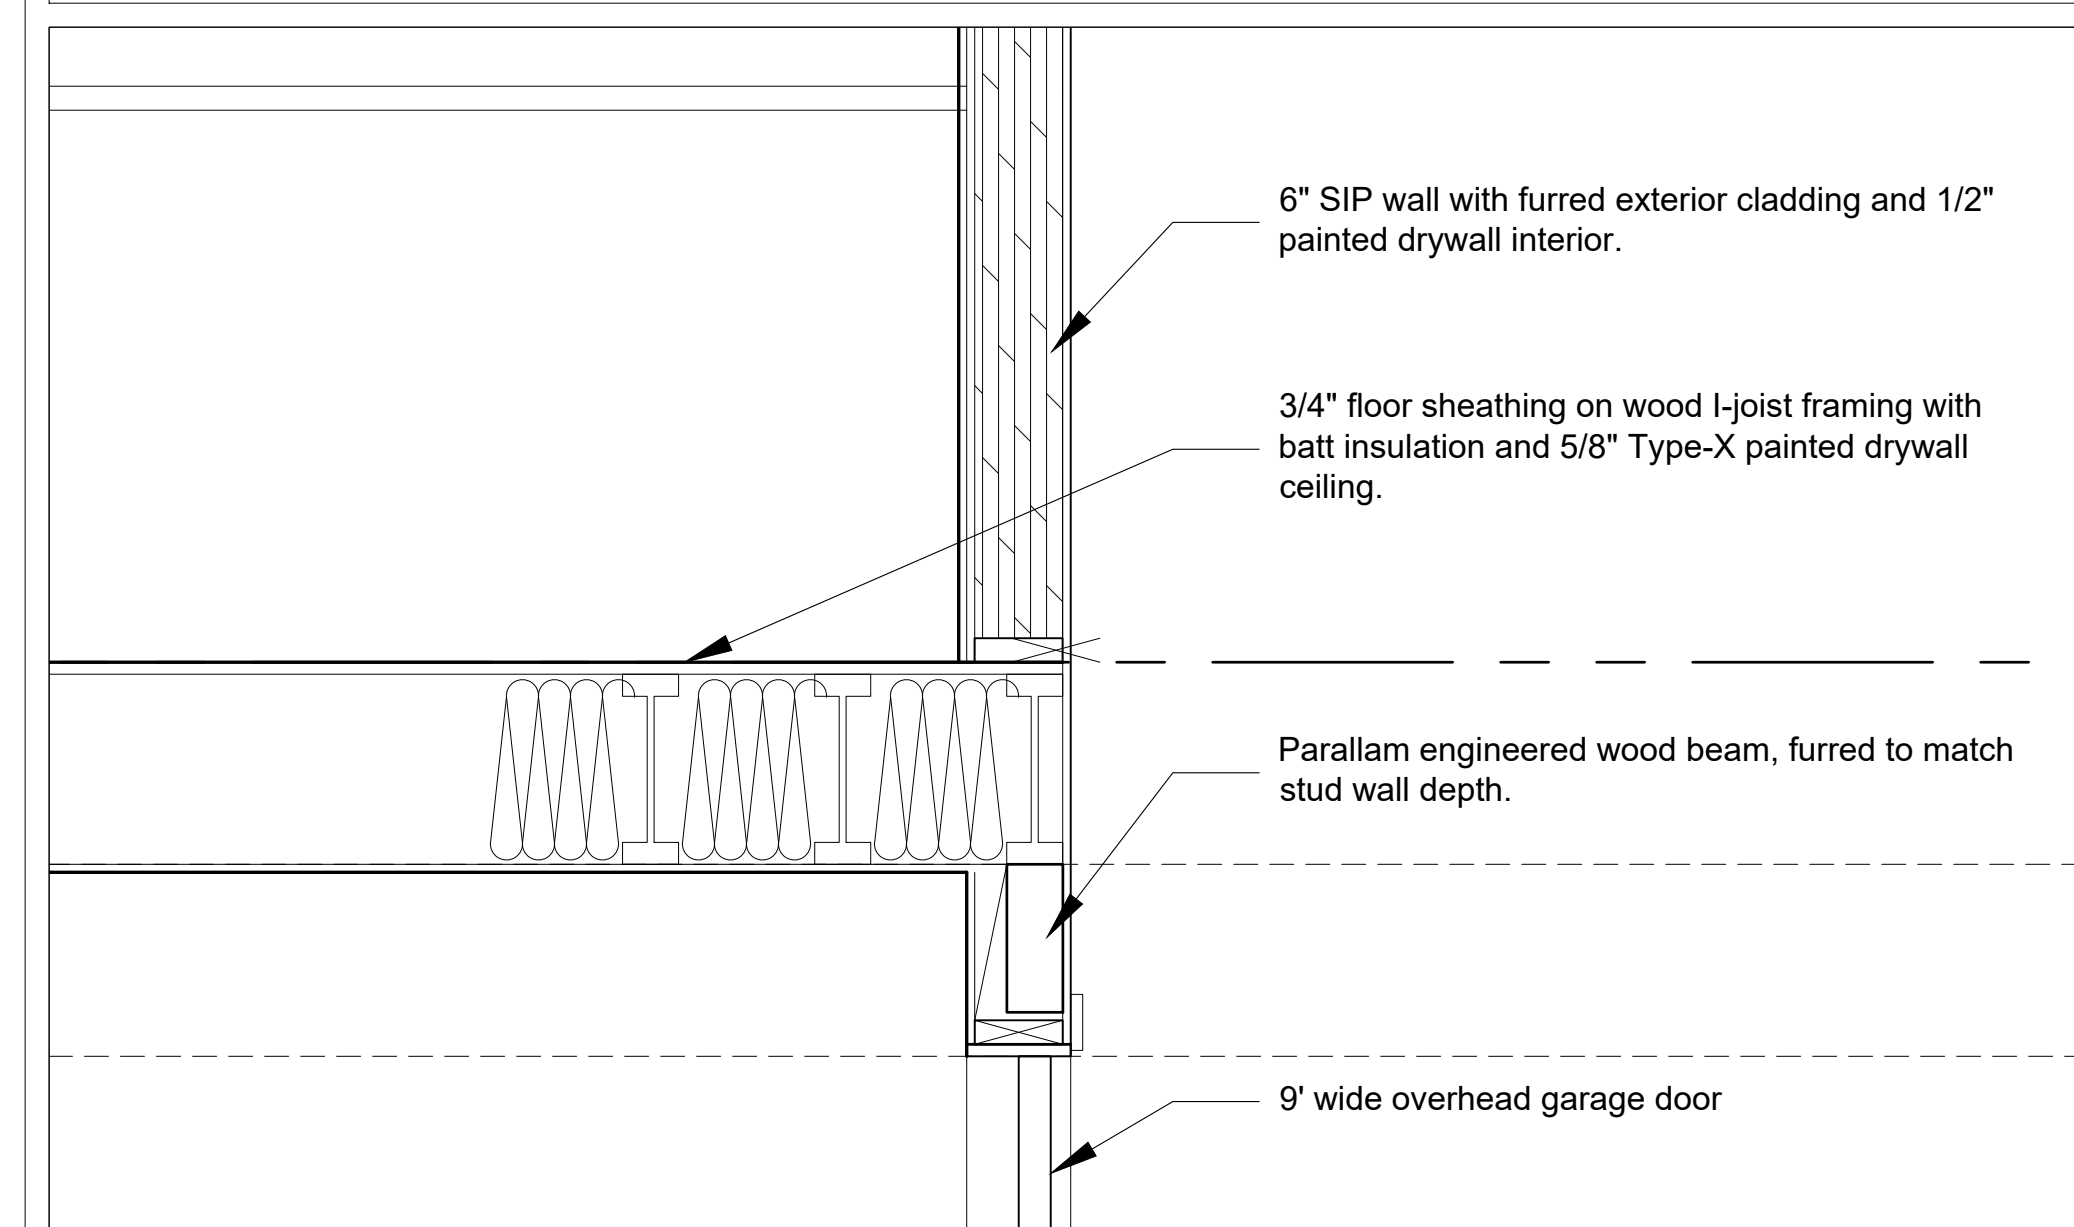 6" SIP wall with furred exterior cladding and 1/2"
painted drywall interior.
3/4" floor sheathing on wood I-joist framing with
batt insulation and 5/8" Type-X painted drywall
ceiling.
Parallam engineered wood beam, furred to match
stud wall depth.
9' wide overhead garage door